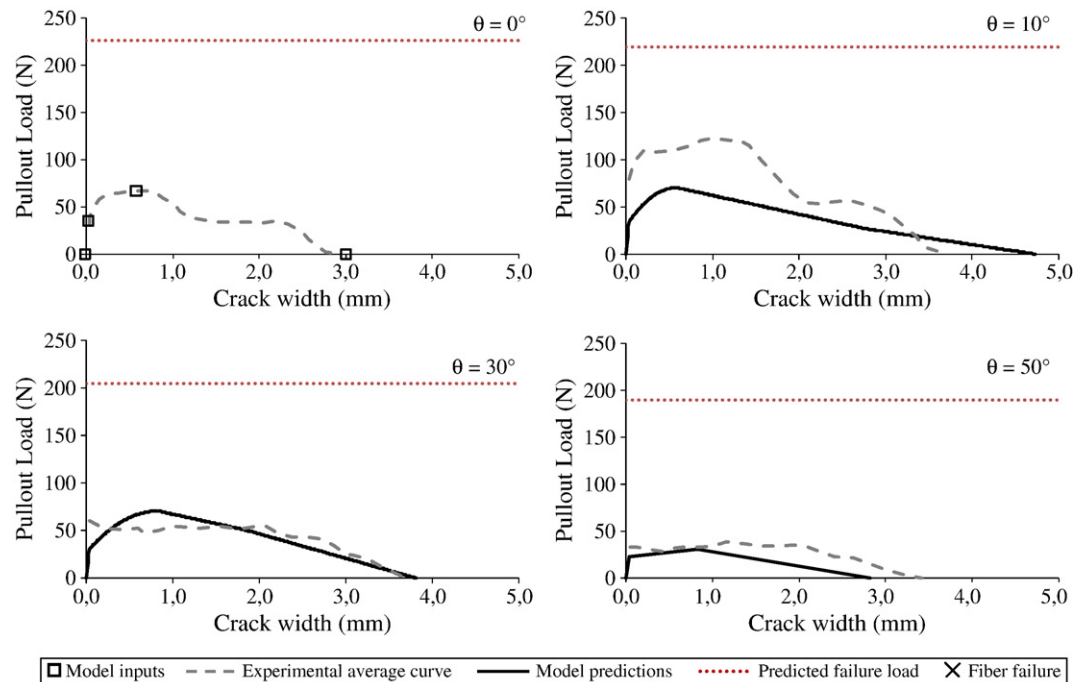 250
200
150
100
50
0
Pullout Load (N)
θ = 0°
0,0 1,0 2,0 3,0 4,0 5,0
Crack width (mm)
250
200
150
100
50
0
Pullout Load (N)
θ = 10°
0,0 1,0 2,0 3,0 4,0 5,0
Crack width (mm)
250
200
150
100
50
0
Pullout Load (N)
θ = 30°
0,0 1,0 2,0 3,0 4,0 5,0
Crack width (mm)
250
200
150
100
50
0
Pullout Load (N)
θ = 50°
0,0 1,0 2,0 3,0 4,0 5,0
Crack width (mm)
Model inputs Experimental average curve Model predictions Predicted failure load Fiber failure